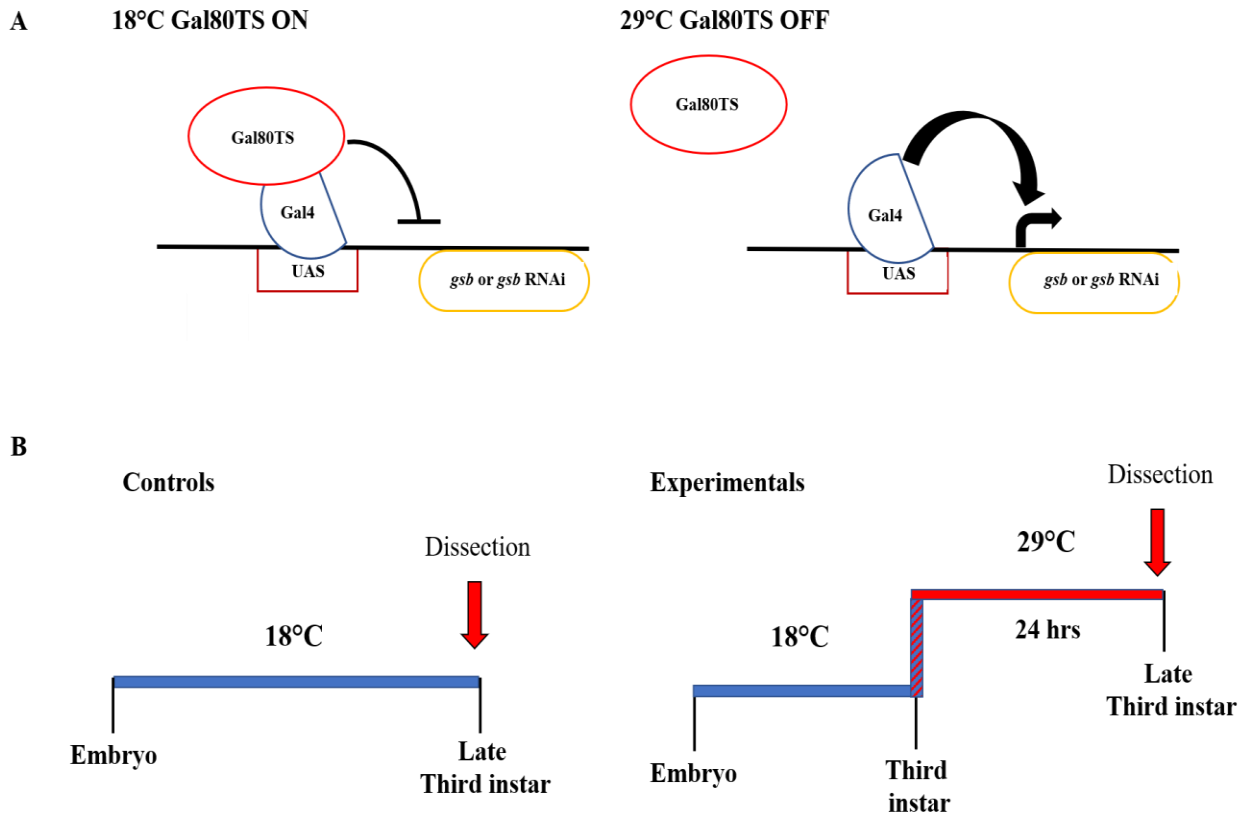 A
18°C Gal80TS ON
29°C Gal80TS OFF
Gal80TS
Gal4
UAS
gsb or gsb RNAi
Gal80TS
Gal4
UAS
gsb or gsb RNAi
B
Controls
Dissection
18°C
Embryo
Late
Third instar
Experimentals
Dissection
29°C
18°C
24 hrs
Embryo
Third
instar
Late
Third instar